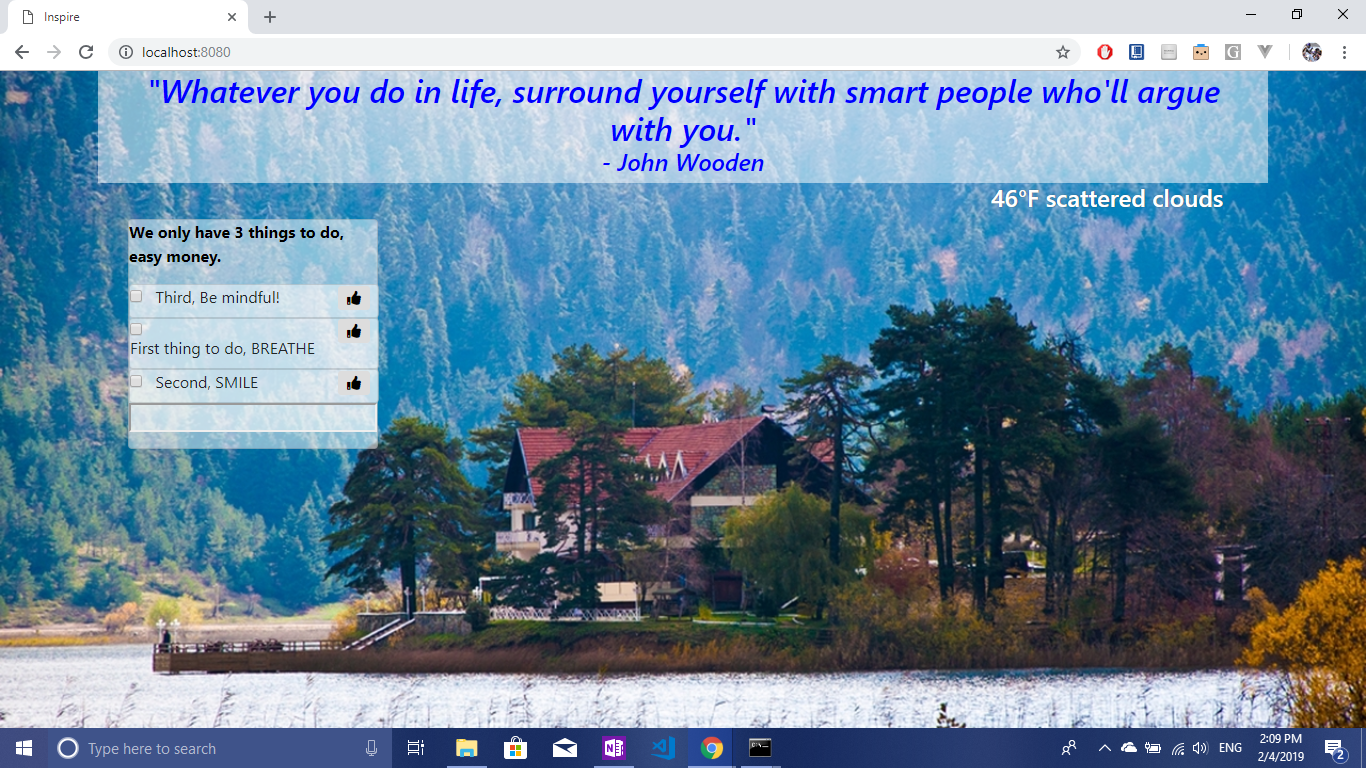 Inspire
localhost:8080
"Whatever you do in life, surround yourself with smart people who'll argue
with you."
- John Wooden
46°F scattered clouds
We only have 3 things to do,
easy money.
Third, Be mindful!
First thing to do, BREATHE
Second, SMILE
Type here to search
ENG
2:09 PM
2/4/2019
2